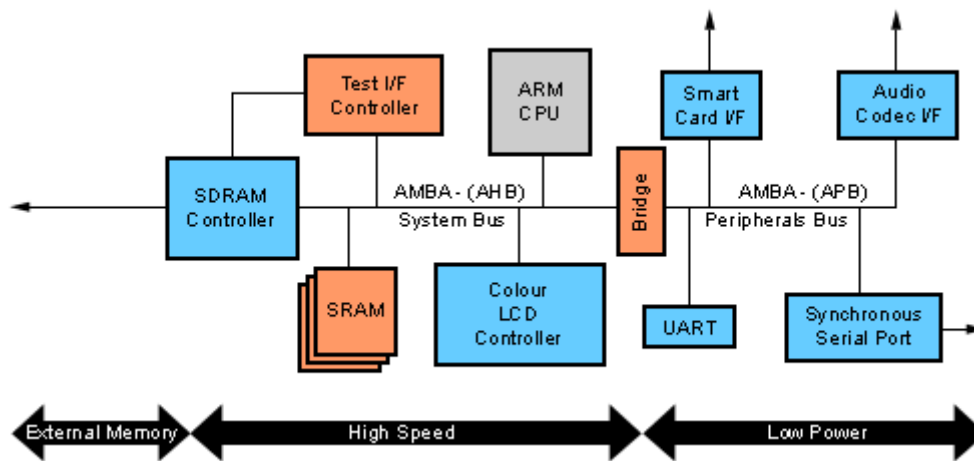 Test I/F
Controller
ARM
CPU
Smart
Card I/F
Audio
Codec I/F
SDRAM
Controller
AMBA - (AHB)
System Bus
Bridge
AMBA - (APB)
Peripherals Bus
SRAM
Colour
LCD
Controller
UART
Synchronous
Serial Port
External Memory
High Speed
Low Power